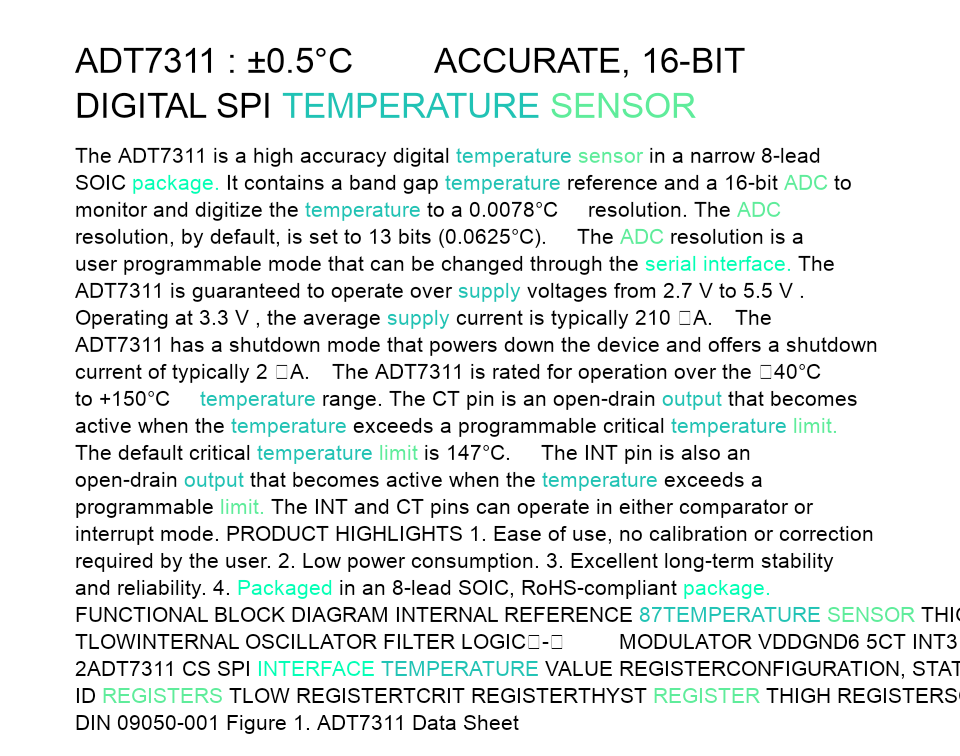 ADT7311 : ±0.5°C ACCURATE, 16-BIT
DIGITAL SPI TEMPERATURE SENSOR
The ADT7311 is a high accuracy digital temperature sensor in a narrow 8-lead
SOIC package. It contains a band gap temperature reference and a 16-bit ADC to
monitor and digitize the temperature to a 0.0078°C resolution. The ADC
resolution, by default, is set to 13 bits (0.0625°C). The ADC resolution is a
user programmable mode that can be changed through the serial interface. The
ADT7311 is guaranteed to operate over supply voltages from 2.7 V to 5.5 V .
Operating at 3.3 V , the average supply current is typically 210 □A. The
ADT7311 has a shutdown mode that powers down the device and offers a shutdown
current of typically 2 □A. The ADT7311 is rated for operation over the □40°C
to +150°C temperature range. The CT pin is an open-drain output that becomes
active when the temperature exceeds a programmable critical temperature limit.
The default critical temperature limit is 147°C. The INT pin is also an
open-drain output that becomes active when the temperature exceeds a
programmable limit. The INT and CT pins can operate in either comparator or
interrupt mode. PRODUCT HIGHLIGHTS 1. Ease of use, no calibration or correction
required by the user. 2. Low power consumption. 3. Excellent long-term stability
and reliability. 4. Packaged in an 8-lead SOIC, RoHS-compliant package.
FUNCTIONAL BLOCK DIAGRAM INTERNAL REFERENCE 87TEMPERATURE SENSOR
TLOWINTERNAL OSCILLATOR FILTER LOGIC□-□ MODULATOR VDDGND6 5CT INT3
2ADT7311 CS SPI INTERFACE TEMPERATURE VALUE REGISTERCONFIGURATION,
ID REGISTERS TLOW REGISTERTCRIT REGISTERTHYST REGISTER THIGH
DIN 09050-001 Figure 1. ADT7311 Data Sheet